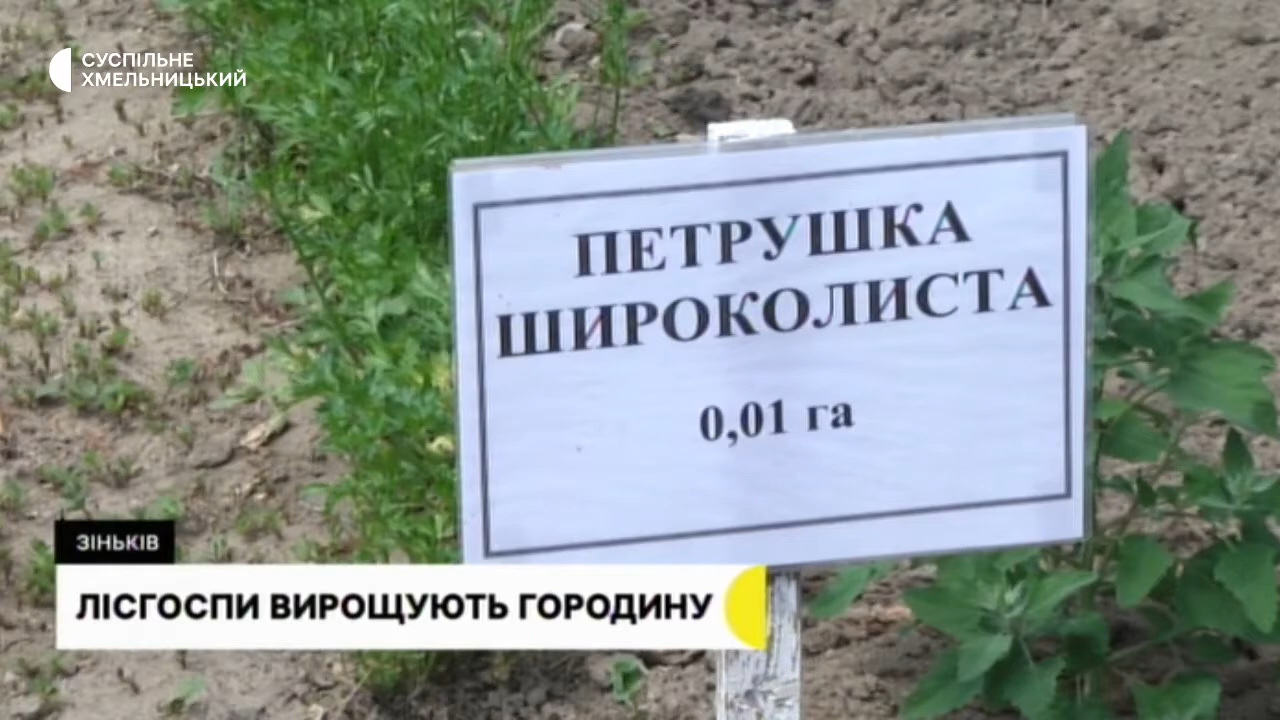 СУСПІЛЬНЕ
ХМЕЛЬНИЦЬКИЙ
ПЕТРУШКА
ШИРОКОЛИСТА
0,01 га
ЗІНЬКІВ
ЛІСГОСПИ ВИРОЩУЮТЬ ГОРОДИНУ